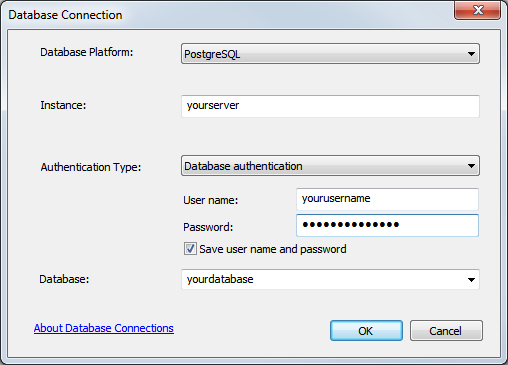 Database Connection
Database Platform: PostgreSQL
Instance: yourserver
Authentication Type: Database authentication
User name: yourusername
Password: ●●●●●●●●●●●●●●
Save user name and password
Database: yourdatabase
About Database Connections OK Cancel